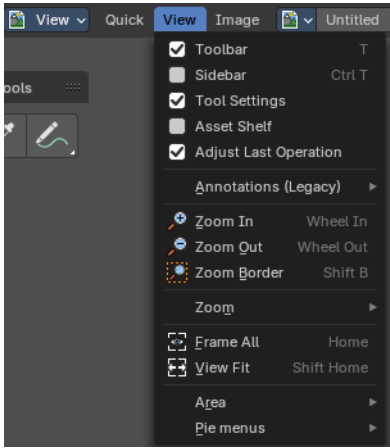 View Quick View Image Untitled
Toolbar T
ools
Sidebar Ctrl T
Tool Settings
Asset Shelf
Adjust Last Operation
Annotations (Legacy)
Zoom In Wheel In
Zoom Out Wheel Out
Zoom Border Shift B
Zoom
Frame All Home
View Fit Shift Home
Area
Pie menus